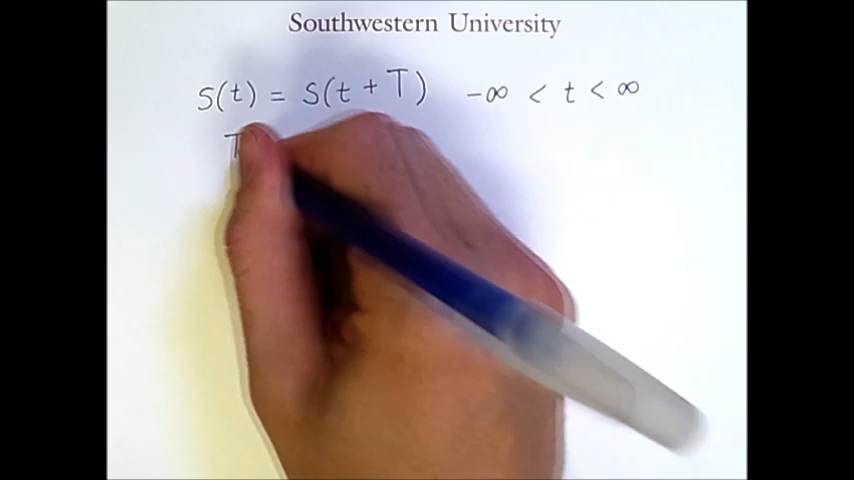 Southwestern University
S(t) = S(t + T) -∞ < t < ∞
T